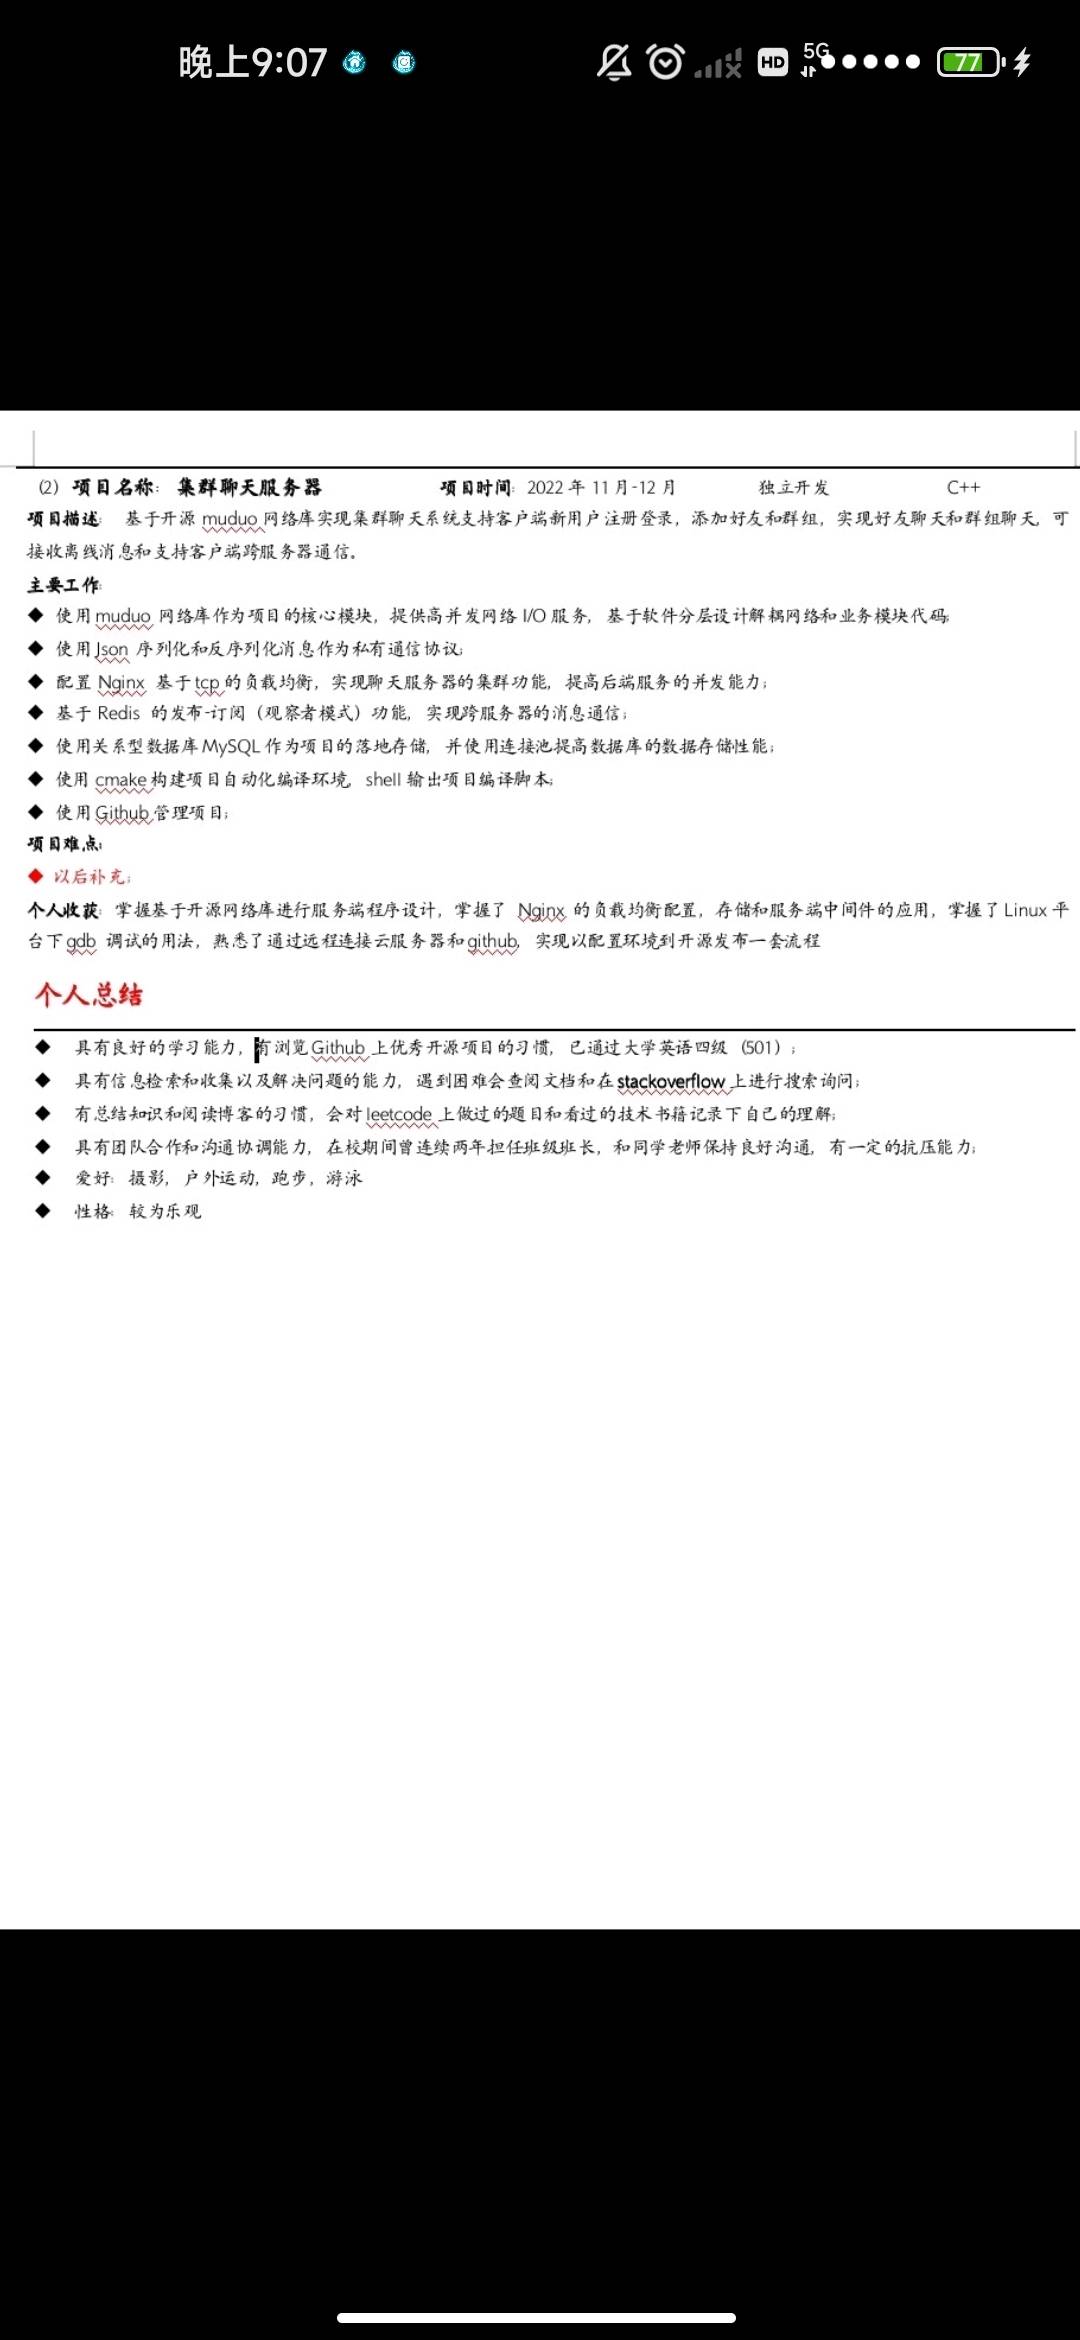 晚上9:07 HD 5G 77
(2) 项目名称: 集群聊天服务器 项目时间: 2022 年 11 月-12 月 独立开发 C++
项目描述: 基于开源 muduo 网络库实现集群聊天系统支持客户端新用户注册登录，添加好友和群组，实现好友聊天和群组聊天，可
接收离线消息和支持客户端跨服务器通信。
主要工作:
◆ 使用 muduo 网络库作为项目的核心模块，提供高并发网络 I/O 服务，基于软件分层设计解耦网络和业务模块代码;
◆ 使用 Json 序列化和反序列化消息作为私有通信协议;
◆ 配置 Nginx 基于 tcp 的负载均衡，实现聊天服务器的集群功能，提高后端服务的并发能力;
◆ 基于 Redis 的发布-订阅（观察者模式）功能，实现跨服务器的消息通信;
◆ 使用关系型数据库 MySQL 作为项目的落地存储，并使用连接池提高数据库的数据存储性能;
◆ 使用 cmake 构建项目自动化编译环境，shell 输出项目编译脚本;
◆ 使用 Github 管理项目;
项目难点:
◆ 以后补充;
个人收获: 掌握基于开源网络库进行服务端程序设计，掌握了 Nginx 的负载均衡配置，存储和服务端中间件的应用，掌握了 Linux 平
台下 gdb 调试的用法，熟悉了通过远程连接云服务器和 github，实现以配置环境到开源发布一套流程
个人总结
◆ 具有良好的学习能力，有浏览 Github 上优秀开源项目的习惯，已通过大学英语四级（501）;
◆ 具有信息检索和收集以及解决问题的能力，遇到困难会查阅文档和在 stackoverflow 上进行搜索询问;
◆ 有总结知识和阅读博客的习惯，会对 leetcode 上做过的题目和看过的技术书籍记录下自己的理解;
◆ 具有团队合作和沟通协调能力，在校期间曾连续两年担任班级班长，和同学老师保持良好沟通，有一定的抗压能力;
◆ 爱好: 摄影，户外运动，跑步，游泳
◆ 性格: 较为乐观